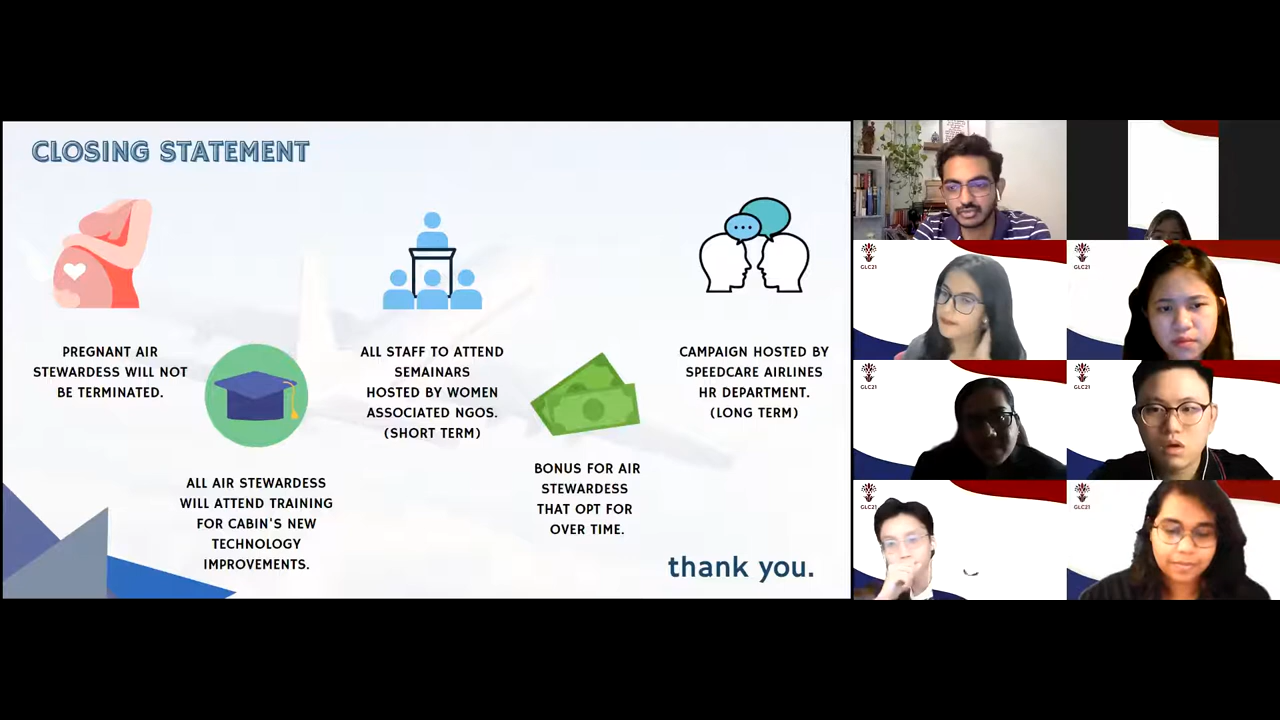 CLOSING STATEMENT
PREGNANT AIR
STEWARDESS WILL NOT
BE TERMINATED.
ALL AIR STEWARDESS
WILL ATTEND TRAINING
FOR CABIN'S NEW
TECHNOLOGY
IMPROVEMENTS.
ALL STAFF TO ATTEND
SEMAINARS
HOSTED BY WOMEN
ASSOCIATED NGOS.
(SHORT TERM)
BONUS FOR AIR
STEWARDESS
THAT OPT FOR
OVER TIME.
CAMPAIGN HOSTED BY
SPEEDCARE AIRLINES
HR DEPARTMENT.
(LONG TERM)
thank you.
GLC21
GLC21
GLC21
GLC21
GLC21
GLC21